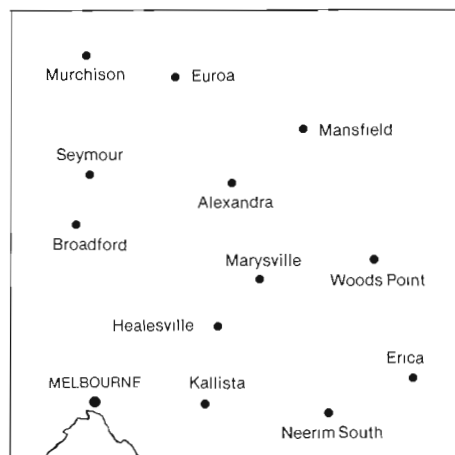 Murchison
Euroa
Mansfield
Seymour
Alexandra
Broadford
Marysville
Woods Point
Healesville
Erica
MELBOURNE
Kallista
Neerim South